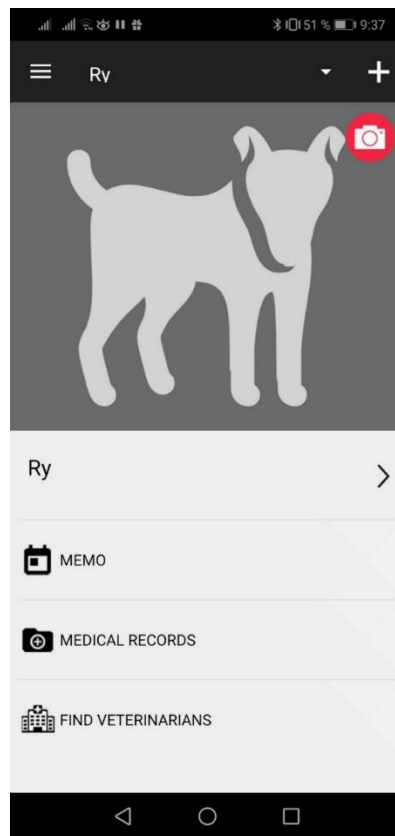 51 % 9:37
Ry
Ry
MEMO
MEDICAL RECORDS
FIND VETERINARIANS